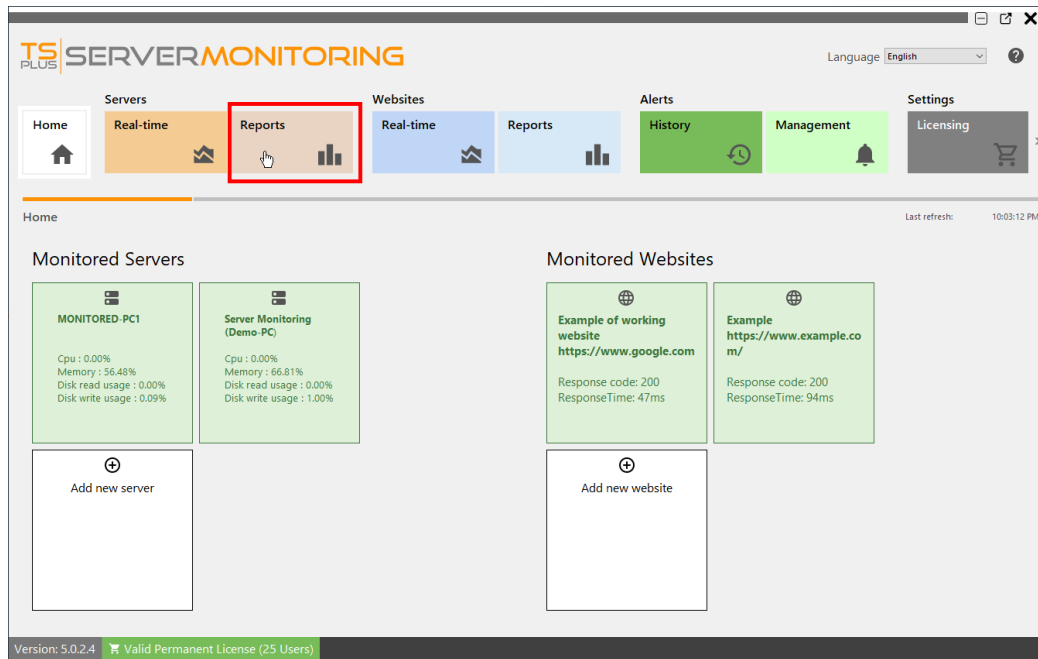 TS PLUS SERVERMONITORING
Language English
Servers
Websites
Alerts
Settings
Home
Real-time
Reports
Real-time
Reports
History
Management
Licensing
Home
Last refresh: 10:03:12 PM
Monitored Servers
Monitored Websites
MONITORED-PC1
Cpu : 0.00%
Memory : 56.48%
Disk read usage : 0.00%
Disk write usage : 0.09%
Server Monitoring
(Demo-PC)
Cpu : 0.00%
Memory : 66.81%
Disk read usage : 0.00%
Disk write usage : 1.00%
Example of working
website
https://www.google.com
Response code: 200
ResponseTime: 47ms
Example
https://www.example.co
m/
Response code: 200
ResponseTime: 94ms
Add new server
Add new website
Version: 5.0.2.4
Valid Permanent License (25 Users)